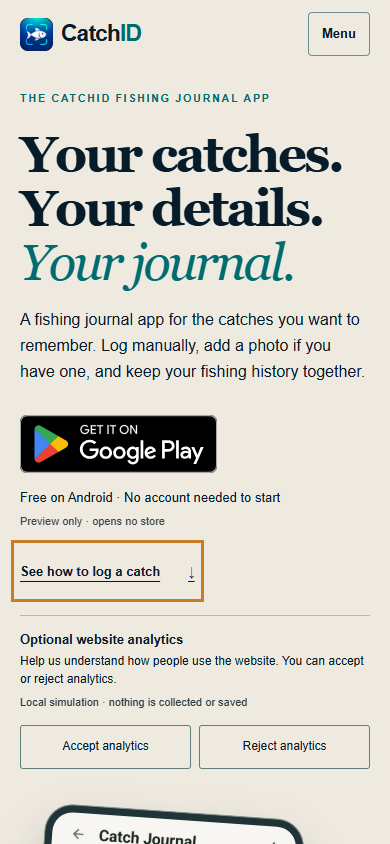 CatchID
Menu
THE CATCHID FISHING JOURNAL APP
Your catches.
Your details.
Your journal.
A fishing journal app for the catches you want to
remember. Log manually, add a photo if you
have one, and keep your fishing history together.
GET IT ON
Google Play
Free on Android · No account needed to start
Preview only · opens no store
See how to log a catch ↓
Optional website analytics
Help us understand how people use the website. You can accept
or reject analytics.
Local simulation · nothing is collected or saved
Accept analytics
Reject analytics
← Catch Journal